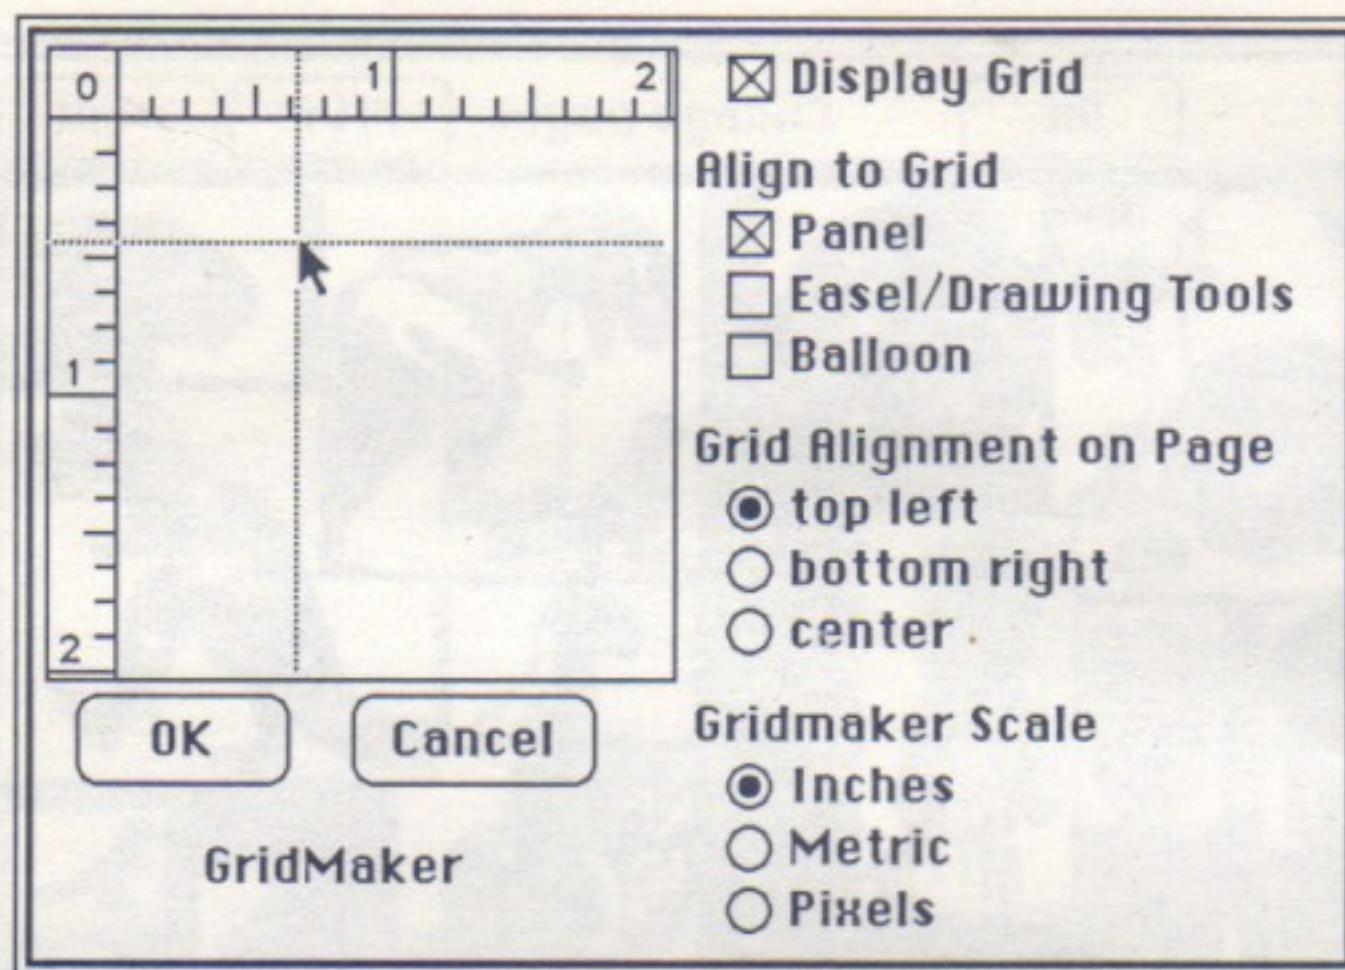 0 1 2
1
2
OK Cancel
GridMaker
Display Grid
Align to Grid
Panel
Easel/Drawing Tools
Balloon
Grid Alignment on Page
top left
bottom right
center
Gridmaker Scale
Inches
Metric
Pixels